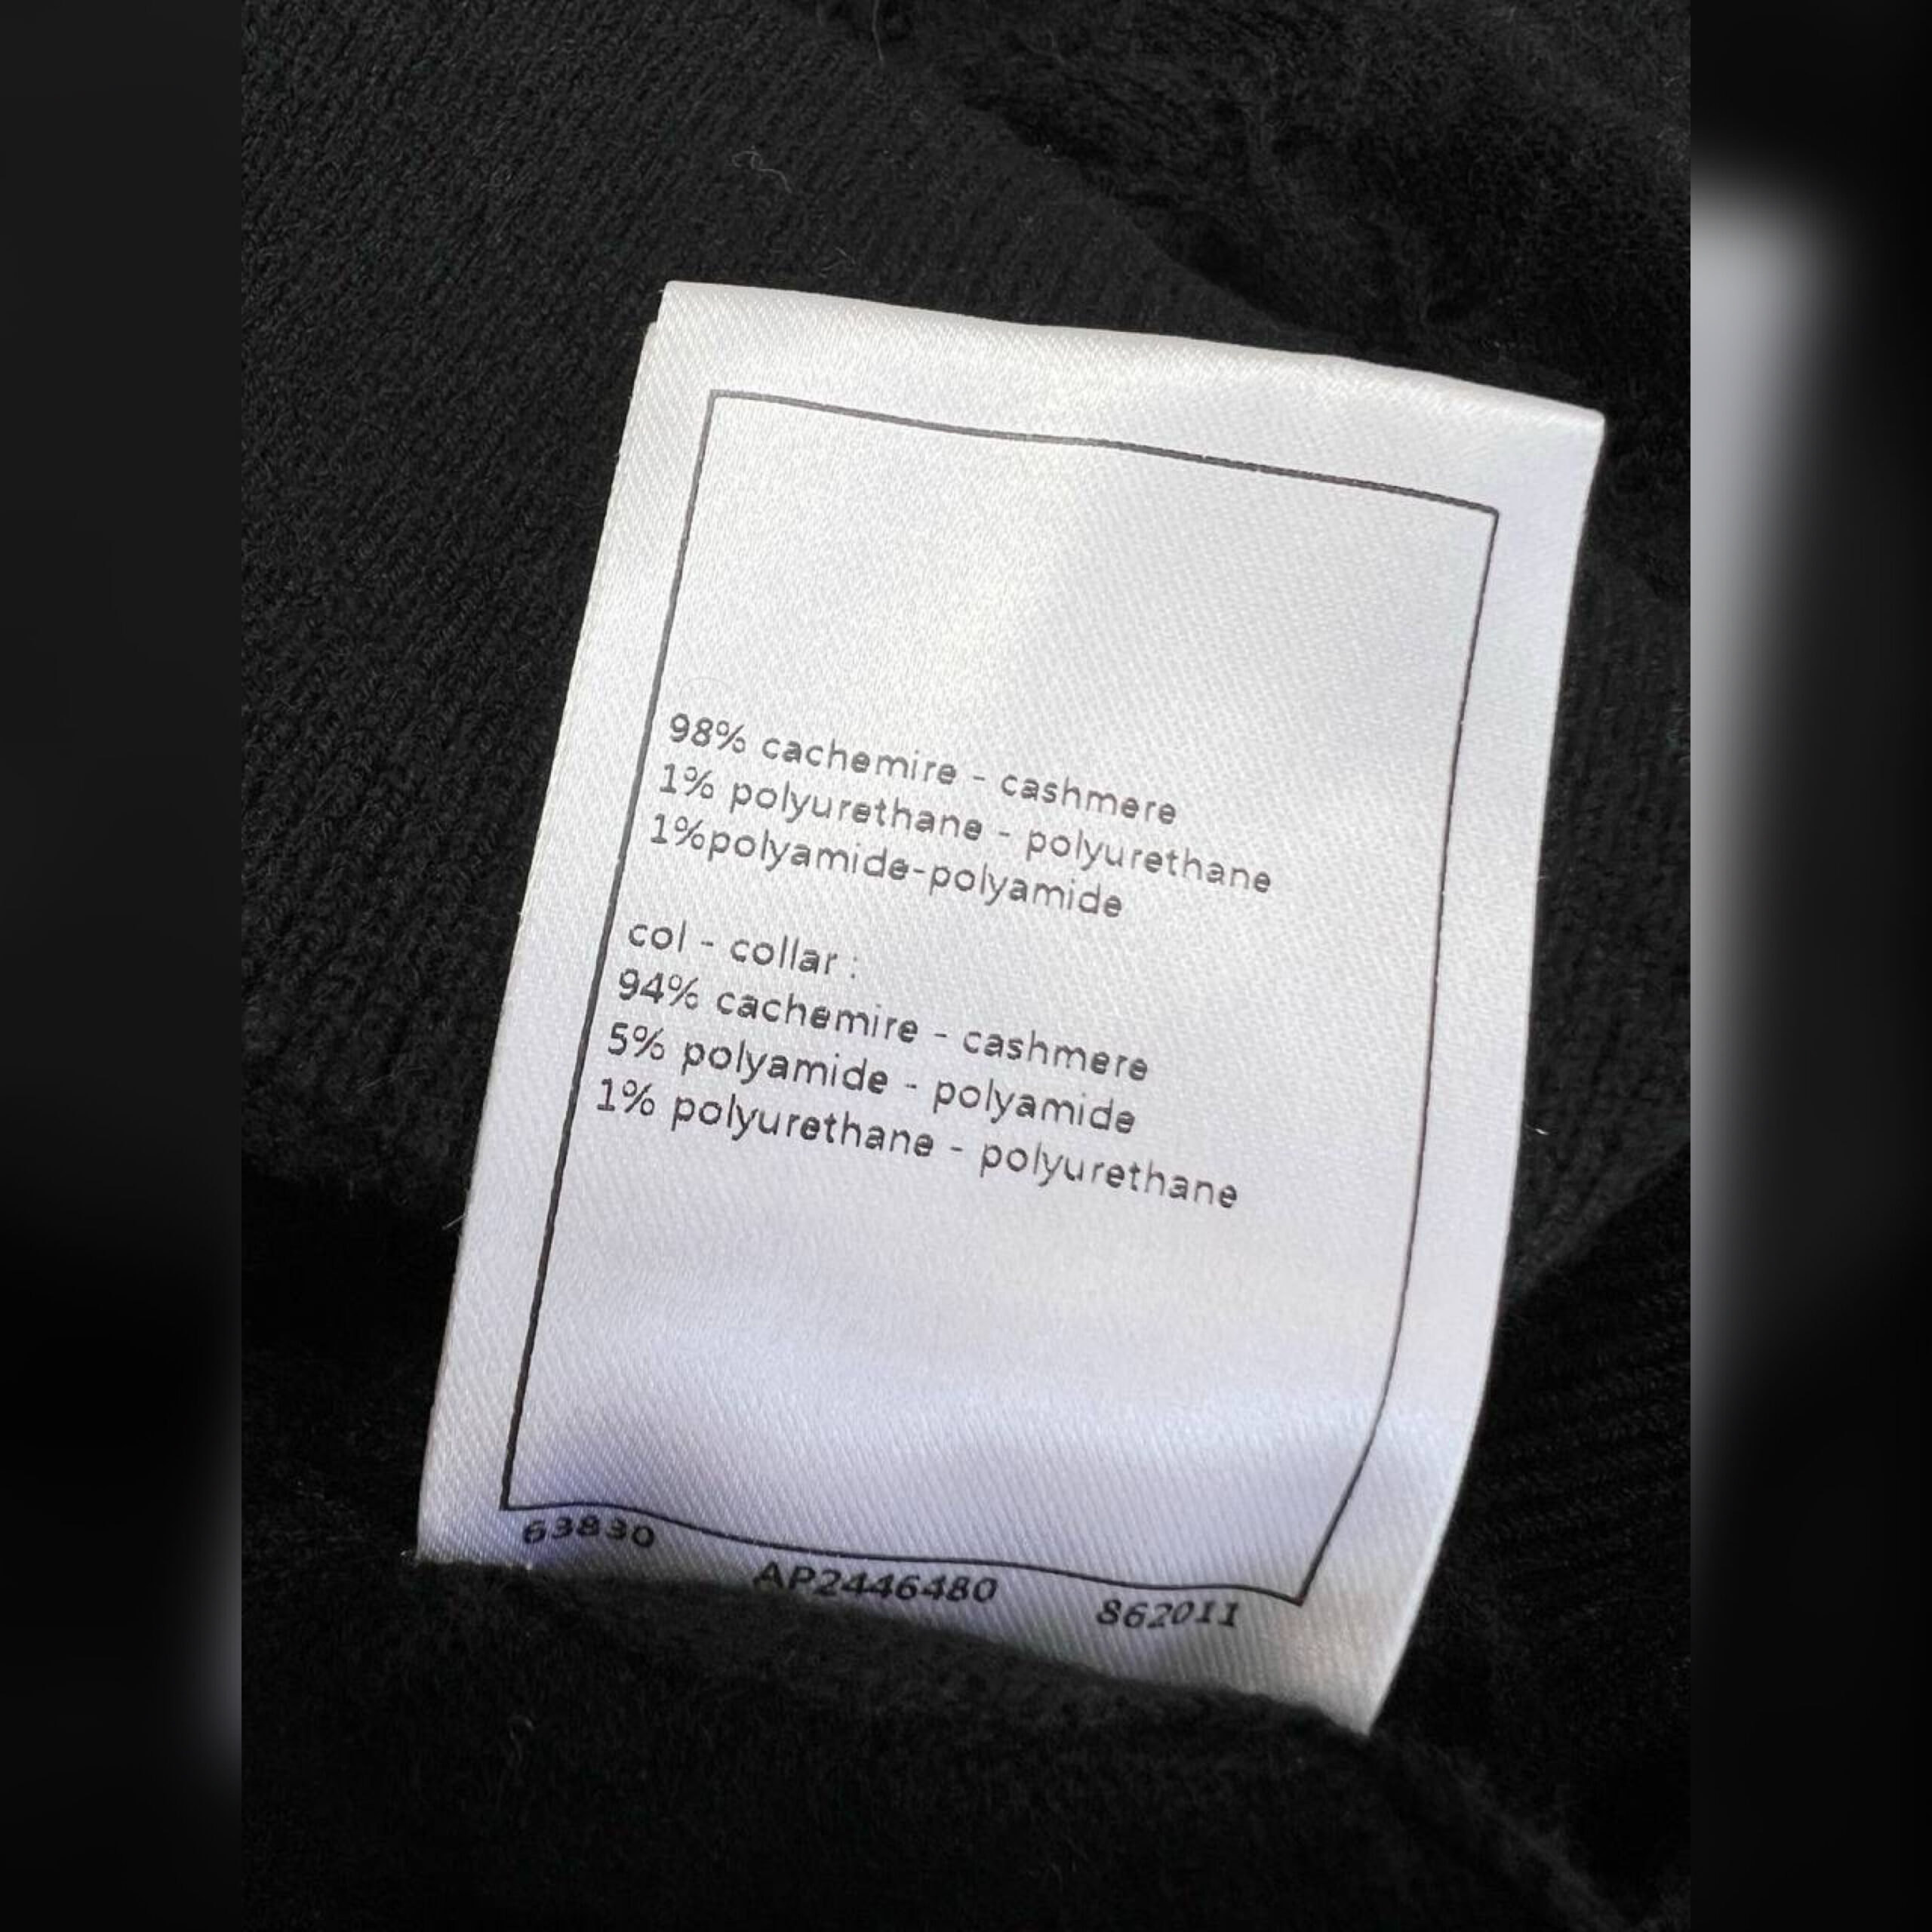 98% cachemire - cashmere
1% polyurethane - polyurethane
1%polyamide-polyamide
col - collar :
94% cachemire - cashmere
5% polyamide - polyamide
1% polyurethane - polyurethane
63830 AP2446480 862011